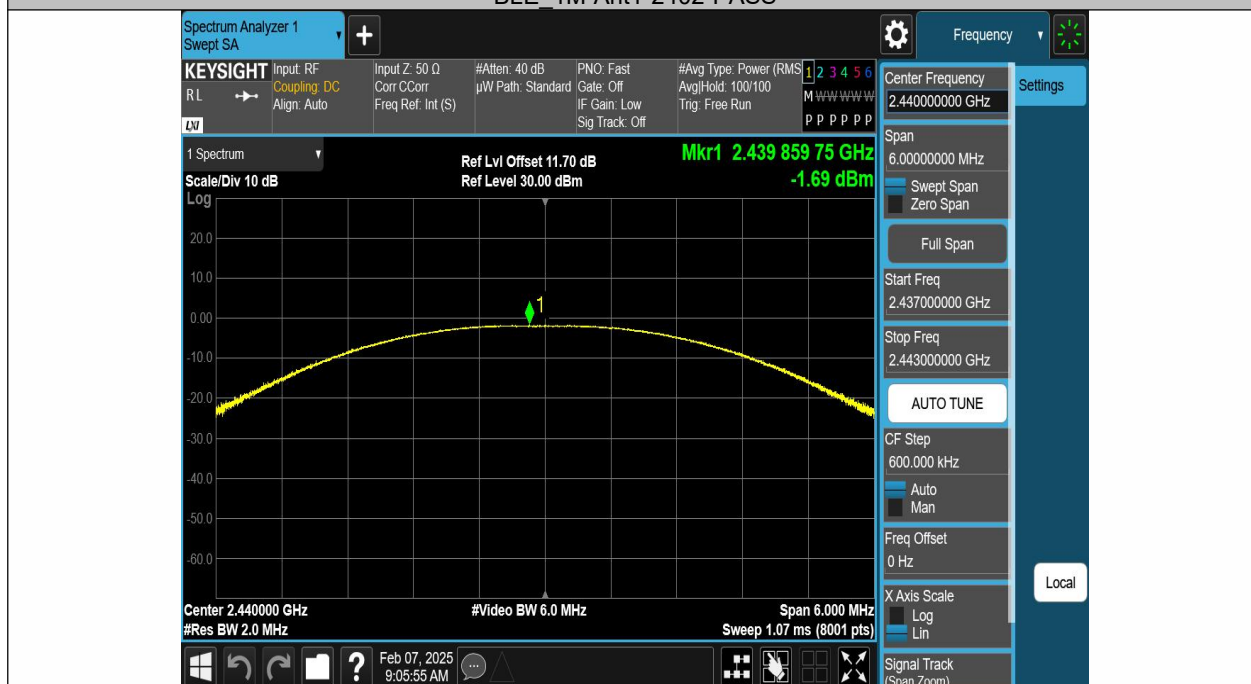 BLE_1M-Ant1-2402-PASS
Spectrum Analyzer 1
Swept SA
+
Frequency
KEYSIGHT
RL
LXI
Input: RF
Coupling: DC
Align: Auto
Input Z: 50 Ω
Corr CCorr
Freq Ref: Int (S)
#Atten: 40 dB
µW Path: Standard
PNO: Fast
Gate: Off
IF Gain: Low
Sig Track: Off
#Avg Type: Power (RMS
Avg|Hold: 100/100
Trig: Free Run
1 2 3 4 5 6
M W W W W W
P P P P P P
Center Frequency
2.440000000 GHz
Settings
Span
6.00000000 MHz
Swept Span
Zero Span
Full Span
Start Freq
2.437000000 GHz
Stop Freq
2.443000000 GHz
AUTO TUNE
CF Step
600.000 kHz
Auto
Man
Freq Offset
0 Hz
X Axis Scale
Log
Lin
Local
Signal Track
(Span Zoom)
1 Spectrum
Scale/Div 10 dB
Log
Ref Lvl Offset 11.70 dB
Ref Level 30.00 dBm
Mkr1 2.439 859 75 GHz
-1.69 dBm
20.0
10.0
0.00
-10.0
-20.0
-30.0
-40.0
-50.0
-60.0
1
Center 2.440000 GHz
#Res BW 2.0 MHz
#Video BW 6.0 MHz
Span 6.000 MHz
Sweep 1.07 ms (8001 pts)
?
Feb 07, 2025
9:05:55 AM